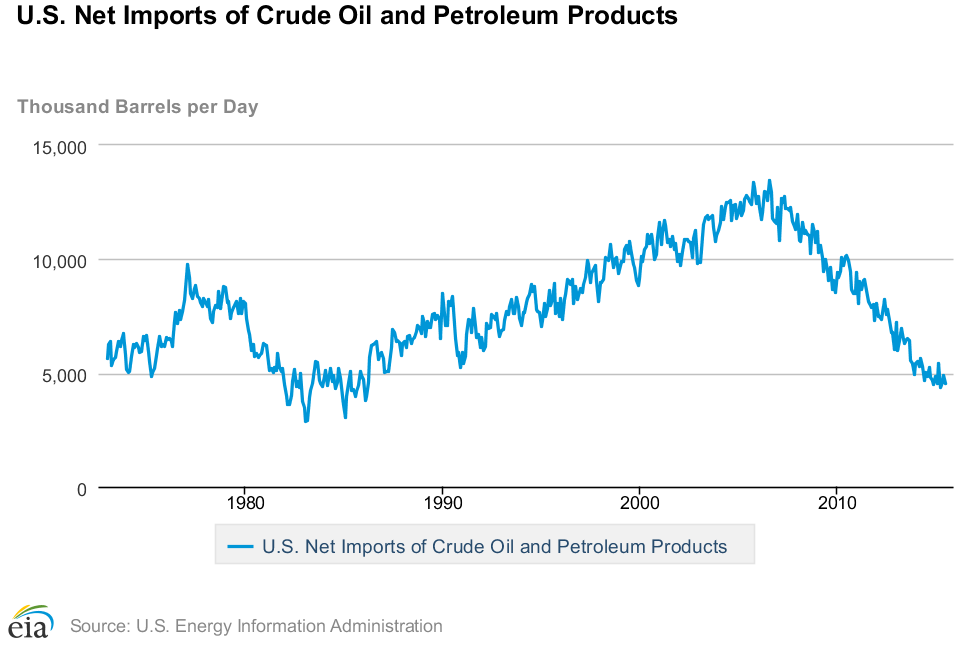 U.S. Net Imports of Crude Oil and Petroleum Products
Thousand Barrels per Day
15,000
10,000
5,000
0
1980 1990 2000 2010
U.S. Net Imports of Crude Oil and Petroleum Products
eia Source: U.S. Energy Information Administration